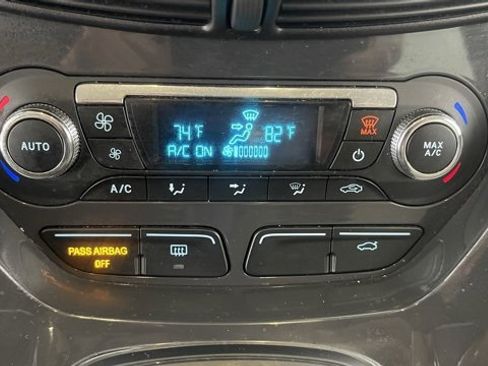 74°F 82°F
A/C ON
AUTO
MAX
MAX
A/C
A/C
PASS AIRBAG
OFF